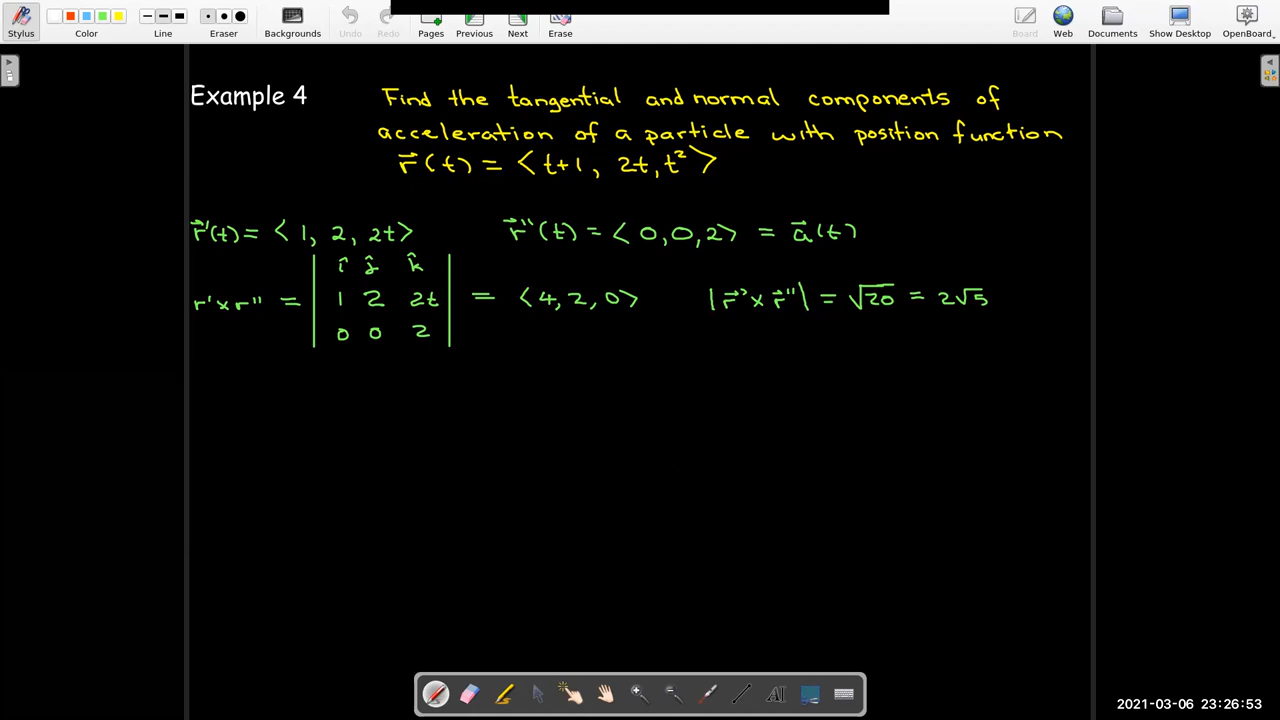 Stylus Color Line Eraser Backgrounds Undo Redo Pages Previous Next Erase Board Web Documents Show Desktop OpenBoard
Example 4 Find the tangential and normal components of
acceleration of a particle with position function
r⃗(t) = <t+1, 2t, t²>
r⃗'(t) = <1, 2, 2t> r⃗''(t) = <0,0,2> = a⃗(t)
î ĵ k̂
r'×r'' = | 1 2 2t | = <4,2,0> |r⃗'×r⃗''| = √20 = 2√5
0 0 2
AI
2021-03-06 23:26:53